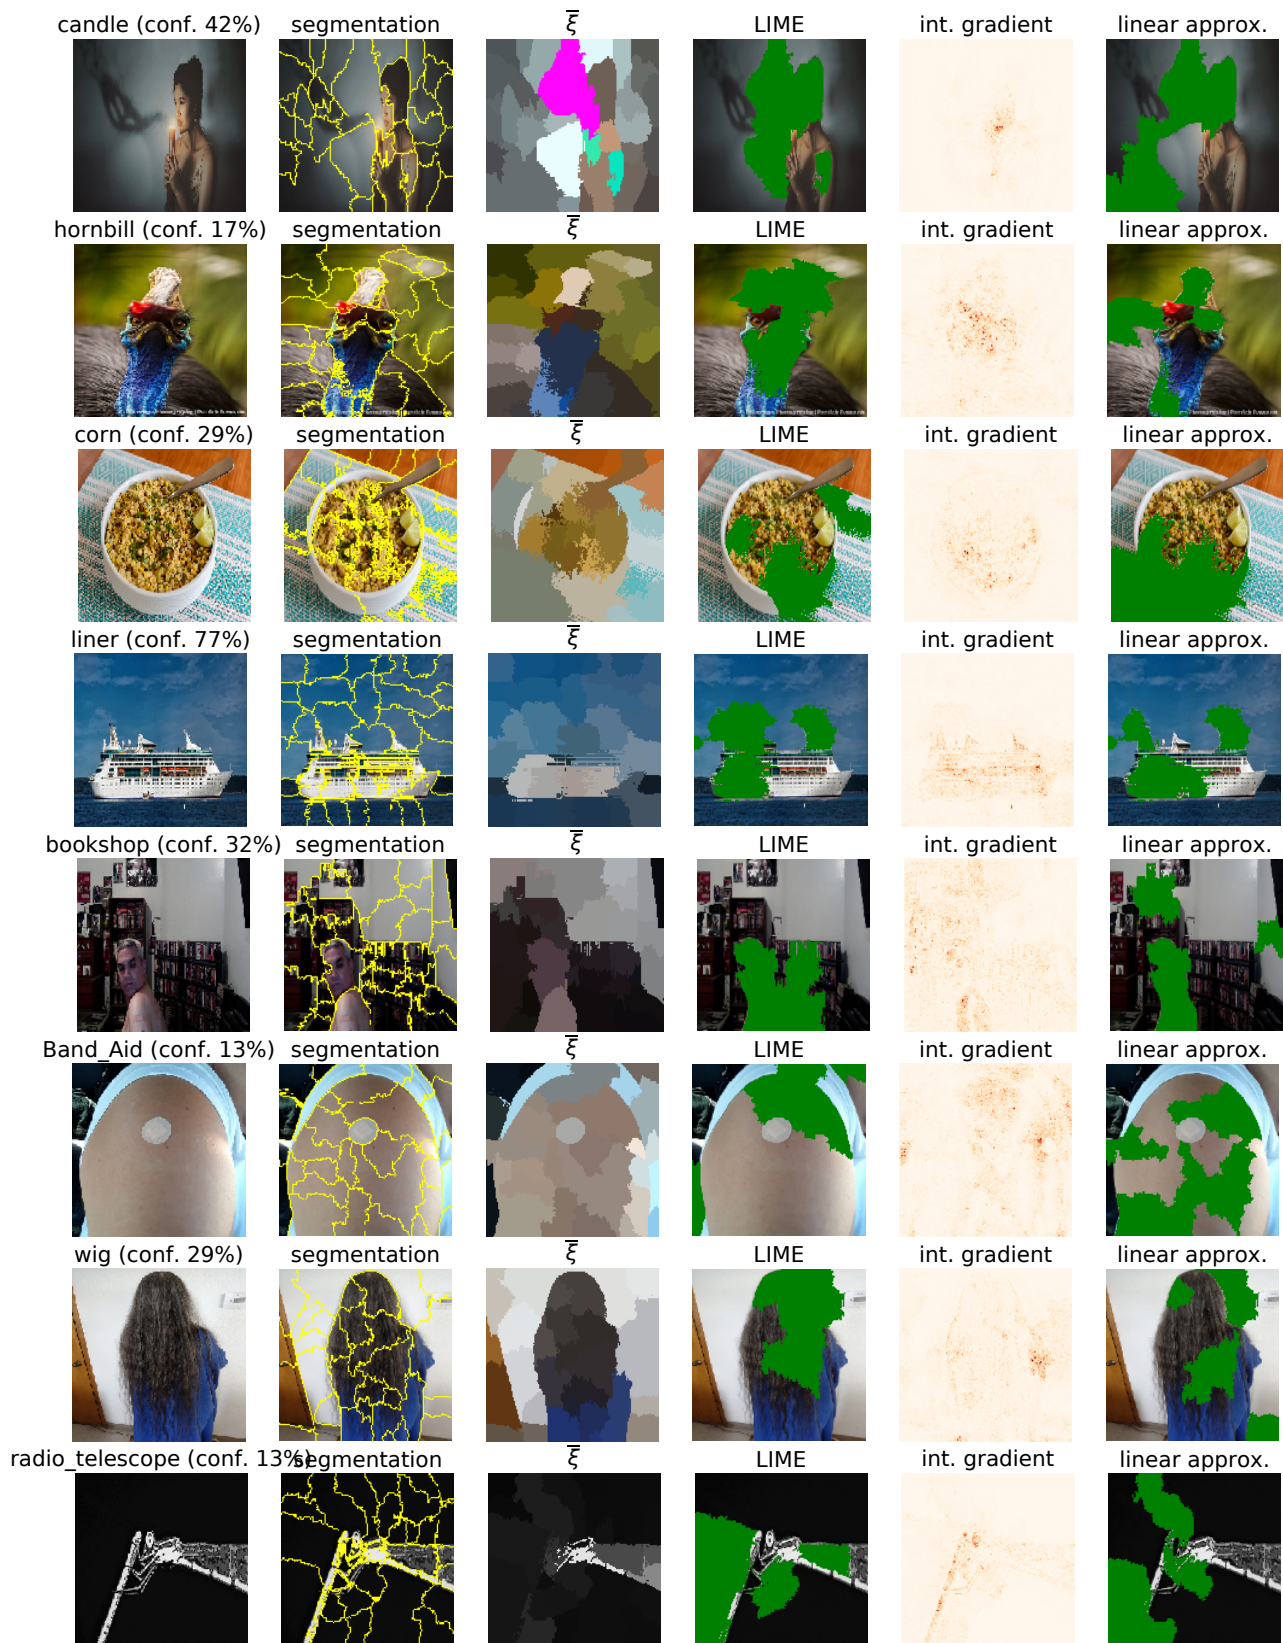 candle (conf. 42%) segmentation ξ̅ LIME int. gradient linear approx.
hornbill (conf. 17%) segmentation ξ̅ LIME int. gradient linear approx.
corn (conf. 29%) segmentation ξ̅ LIME int. gradient linear approx.
liner (conf. 77%) segmentation ξ̅ LIME int. gradient linear approx.
bookshop (conf. 32%) segmentation ξ̅ LIME int. gradient linear approx.
Band_Aid (conf. 13%) segmentation ξ̅ LIME int. gradient linear approx.
wig (conf. 29%) segmentation ξ̅ LIME int. gradient linear approx.
radio_telescope (conf. 13%) segmentation ξ̅ LIME int. gradient linear approx.